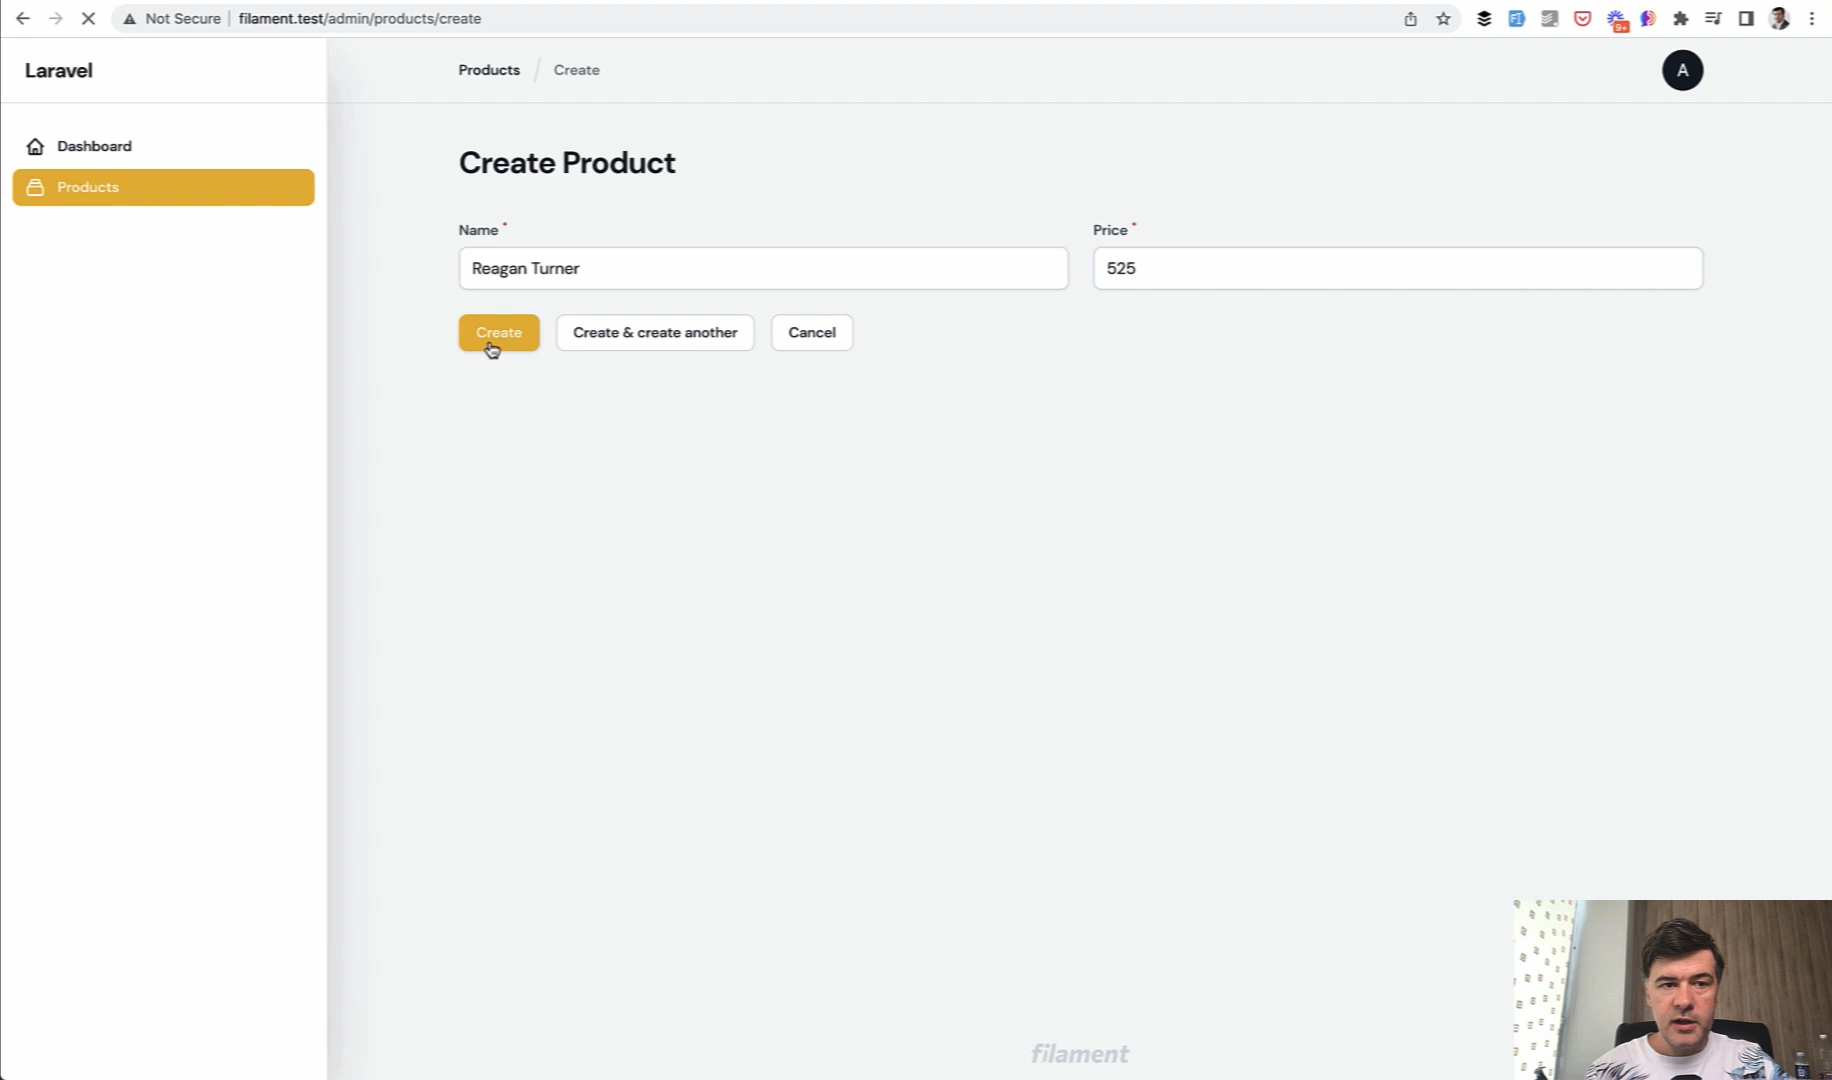 Not Secure | filament.test/admin/products/create
9+
Laravel
Products / Create
A
Dashboard
Products
Create Product
Name *
Price *
Reagan Turner
525
Create
Create & create another
Cancel
filament